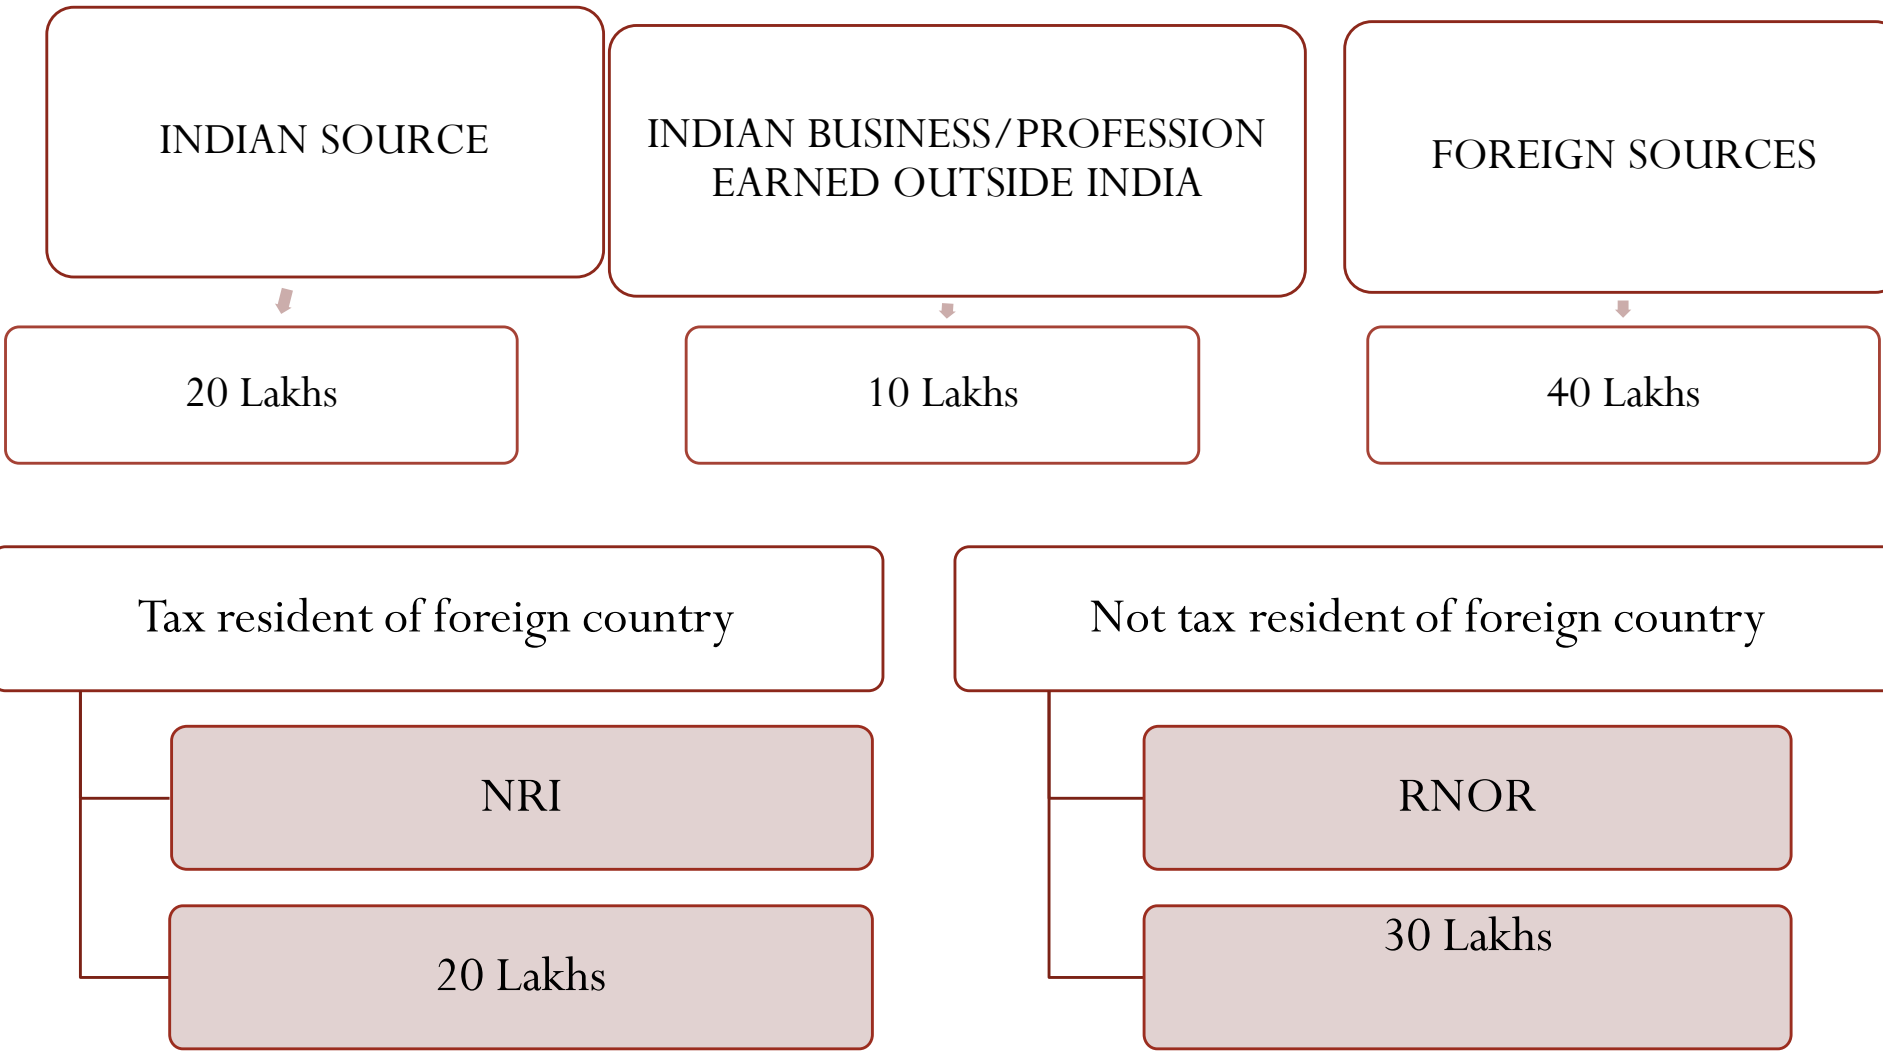 INDIAN SOURCE
INDIAN BUSINESS/PROFESSION
EARNED OUTSIDE INDIA
FOREIGN SOURCES
20 Lakhs
10 Lakhs
40 Lakhs
Tax resident of foreign country
Not tax resident of foreign country
NRI
RNOR
20 Lakhs
30 Lakhs